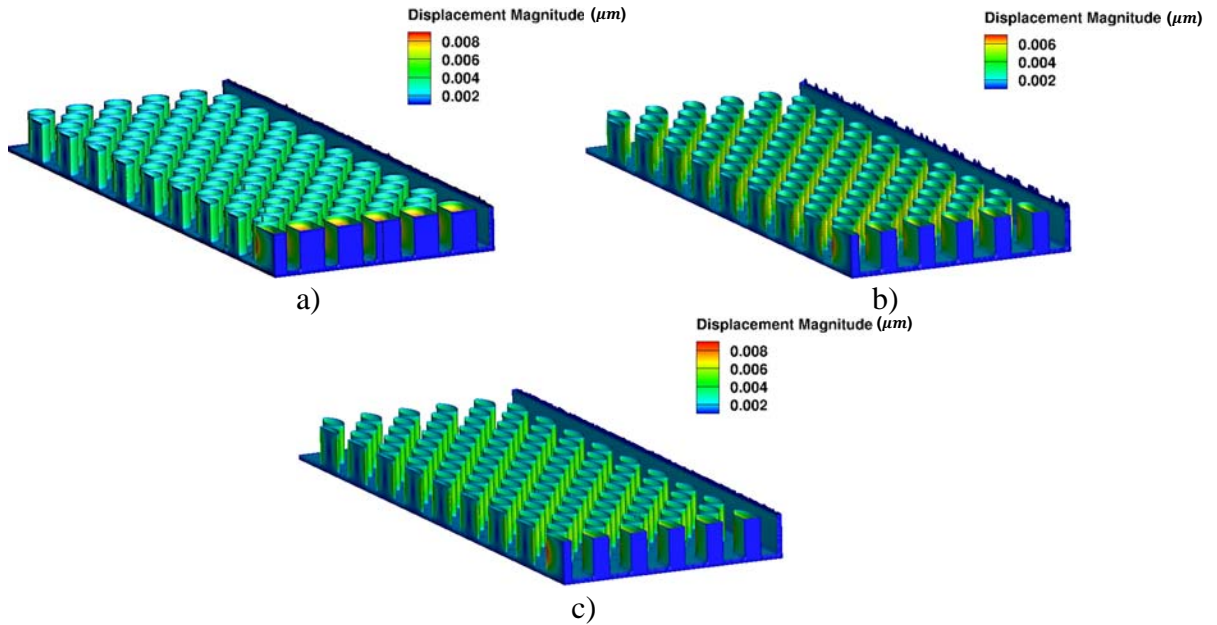 Displacement Magnitude (μm)
0.008
0.006
0.004
0.002
a)
Displacement Magnitude (μm)
0.006
0.004
0.002
b)
Displacement Magnitude (μm)
0.008
0.006
0.004
0.002
c)